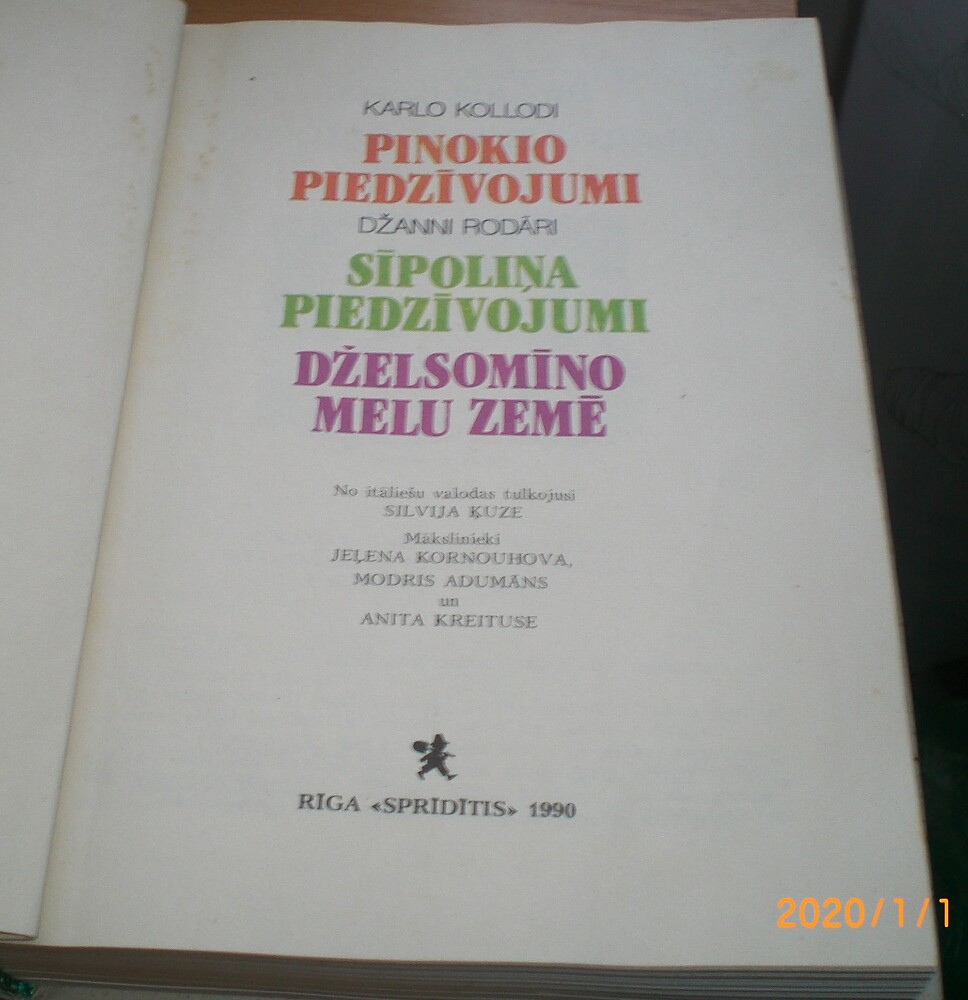 KARLO KOLLODI
PINOKIO
PIEDZĪVOJUMI
DŽANNI RODĀRI
SĪPOLIŅA
PIEDZĪVOJUMI
DŽELSOMĪNO
MELU ZEMĒ
No itāliešu valodas tulkojusi
SILVIJA ĶUZE
Mākslinieki
JEĻENA KORNOUHOVA,
MODRIS ADUMĀNS
un
ANITA KREITUSE
RĪGA «SPRĪDĪTIS» 1990
2020/1/1